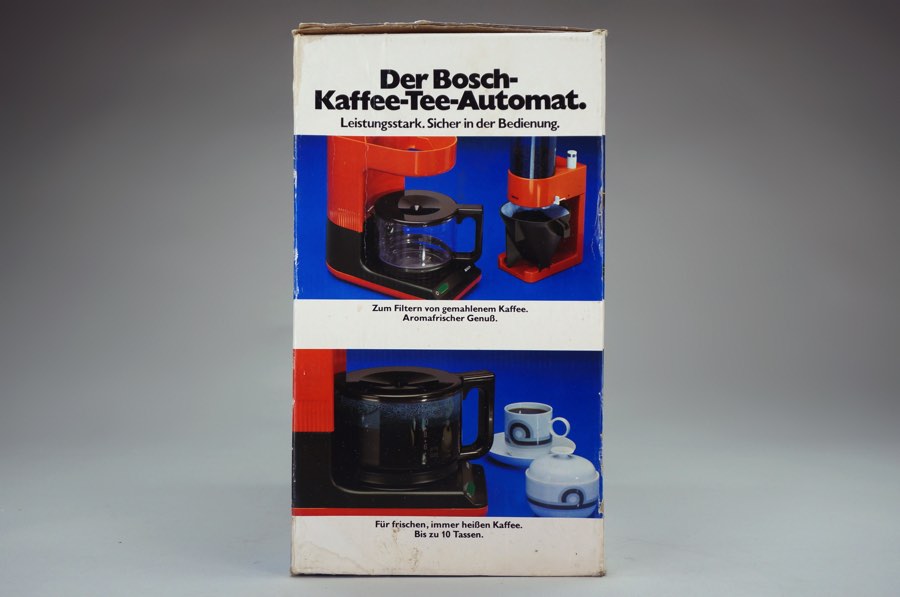 Der Bosch-
Kaffee-Tee-Automat.
Leistungsstark. Sicher in der Bedienung.
Zum Filtern von gemahlenem Kaffee.
Aromafrischer Genuß.
Für frischen, immer heißen Kaffee.
Bis zu 10 Tassen.